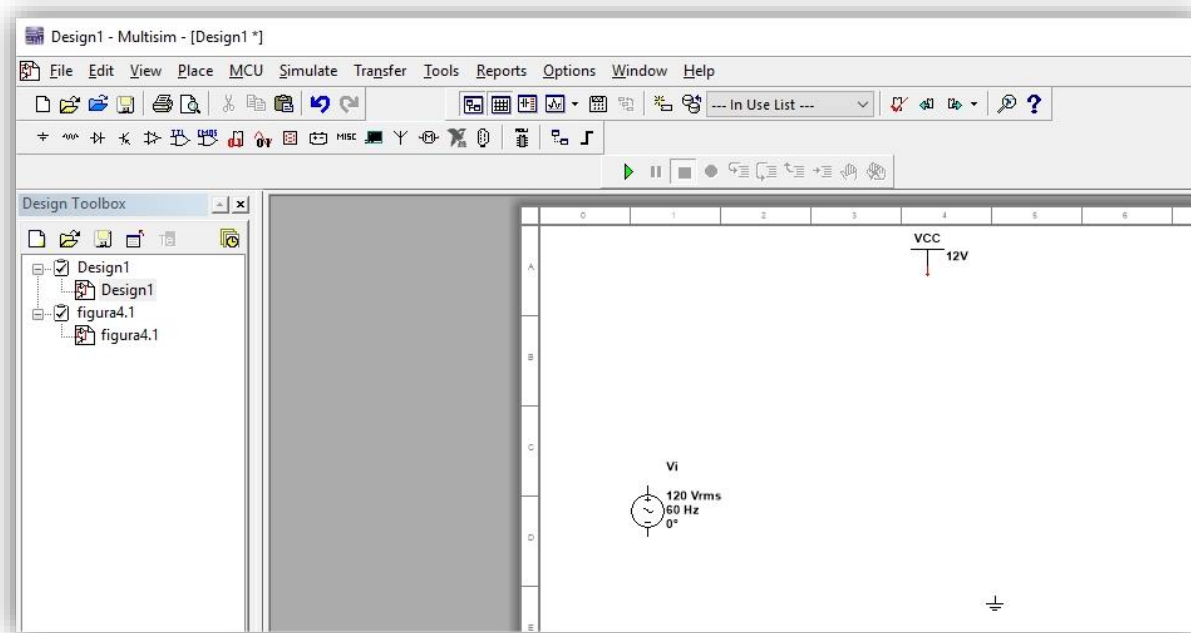 Design1 - Multisim - [Design1 *]
File Edit View Place MCU Simulate Transfer Tools Reports Options Window Help
--- In Use List ---
MISC
Design Toolbox
Design1
Design1
figura4.1
figura4.1
0 1 2 3 4 5 6
A
B
C
D
E
VCC
12V
Vi
120 Vrms
60 Hz
0°